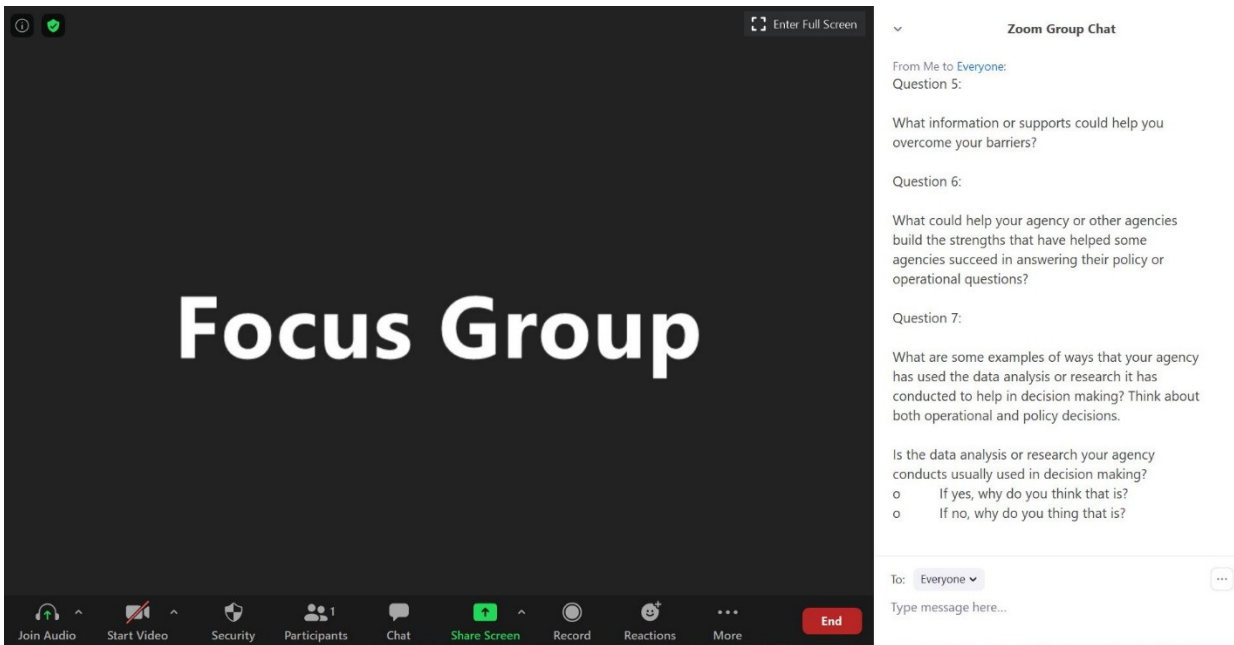 Enter Full Screen
Focus Group
Join Audio
Start Video
Security
1
Participants
Chat
Share Screen
Record
Reactions
More
End
Zoom Group Chat
From Me to Everyone:
Question 5:
What information or supports could help you
overcome your barriers?
Question 6:
What could help your agency or other agencies
build the strengths that have helped some
agencies succeed in answering their policy or
operational questions?
Question 7:
What are some examples of ways that your agency
has used the data analysis or research it has
conducted to help in decision making? Think about
both operational and policy decisions.
Is the data analysis or research your agency
conducts usually used in decision making?
o If yes, why do you think that is?
o If no, why do you thing that is?
To: Everyone
Type message here...